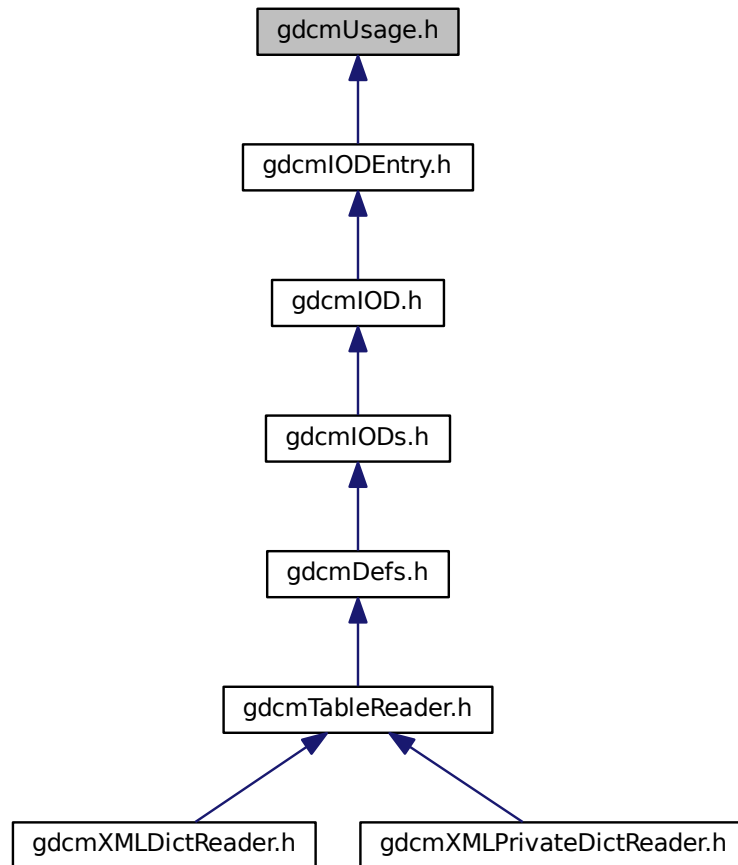 gdcmUsage.h
gdcmIODEntry.h
gdcmIOD.h
gdcmIODs.h
gdcmDefs.h
gdcmTableReader.h
gdcmXMLDictReader.h
gdcmXMLPrivateDictReader.h